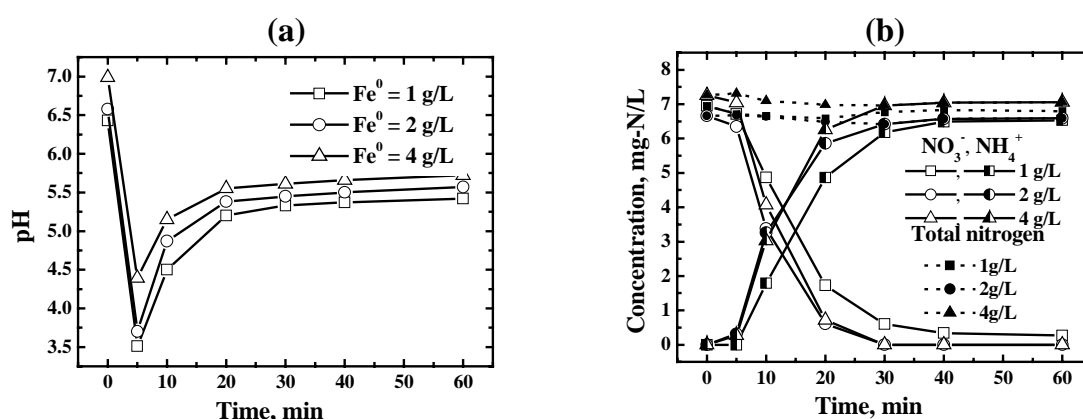 (a)
7.0
6.5
6.0
5.5
5.0
4.5
4.0
3.5
pH
0 10 20 30 40 50 60
Time, min
Fe⁰ = 1 g/L
Fe⁰ = 2 g/L
Fe⁰ = 4 g/L
(b)
8
7
6
5
4
3
2
1
0
Concentration, mg-N/L
0 10 20 30 40 50 60
Time, min
NO₃⁻, NH₄⁺
, 1 g/L
, 2 g/L
, 4 g/L
Total nitrogen
1g/L
2g/L
4g/L